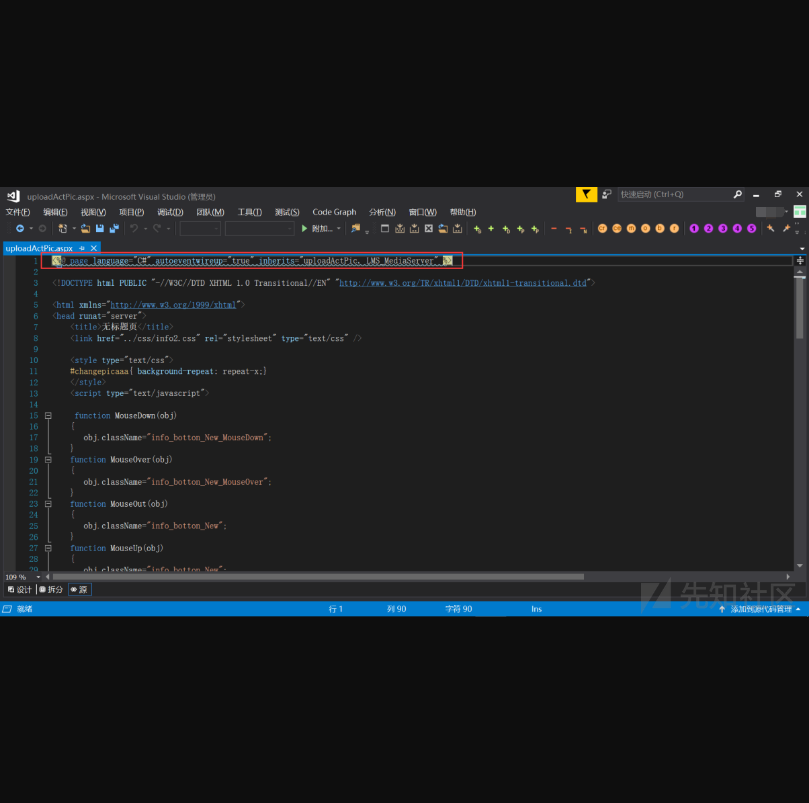 uploadActPic.aspx - Microsoft Visual Studio (管理员)
快速启动 (Ctrl+Q)
文件(F) 编辑(E) 视图(V) 项目(P) 调试(D) 团队(M) 工具(T) 测试(S) Code Graph 分析(N) 窗口(W) 帮助(H)
附加...
uploadActPic.aspx
1 <%@ page language="C#" autoeventwireup="true" inherits="uploadActPic, LMS_MediaServer" %>
2
3 <!DOCTYPE html PUBLIC "-//W3C//DTD XHTML 1.0 Transitional//EN" "http://www.w3.org/TR/xhtml1/DTD/xhtml1-transitional.dtd">
4
5 <html xmlns="http://www.w3.org/1999/xhtml">
6 <head runat="server">
7 <title>无标题页</title>
8 <link href="../css/info2.css" rel="stylesheet" type="text/css" />
9
10 <style type="text/css">
11 #changepicaaa{ background-repeat: repeat-x;}
12 </style>
13 <script type="text/javascript">
14
15 function MouseDown(obj)
16 {
17 obj.className="info_botton_New_MouseDown";
18 }
19 function MouseOver(obj)
20 {
21 obj.className="info_botton_New_MouseOver";
22 }
23 function MouseOut(obj)
24 {
25 obj.className="info_botton_New";
26 }
27 function MouseUp(obj)
28 {
29 obj.className="info_botton_New";
109 %
设计 拆分 源
先知社区
就绪 行 1 列 90 字符 90 Ins 添加到源代码管理